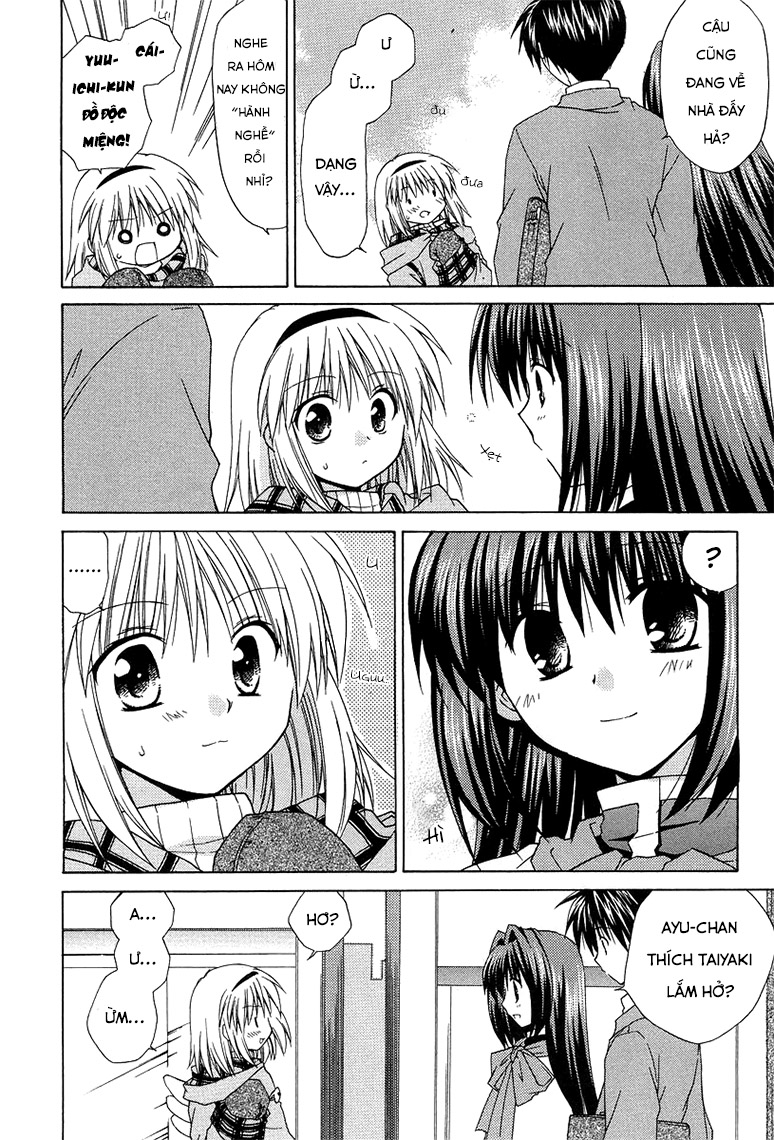 CẬU
CŨNG
ĐANG VỀ
NHÀ ĐẤY
HẢ?
Ư
Ừ...
DẠNG
VẬY...
đu
đưa
NGHE
RA HÔM
NAY KHÔNG
"HÀNH
NGHỀ"
RỒI
NHỈ?
CÁI-
YUU-
ICHI-KUN
ĐỒ ĐỘC
MIỆNG!
U
xẹt
?
Hì
......
U
Uguu
AYU-CHAN
THÍCH TAIYAKI
LẮM HỞ?
HƠ?
A...
Ư...
ỪM...